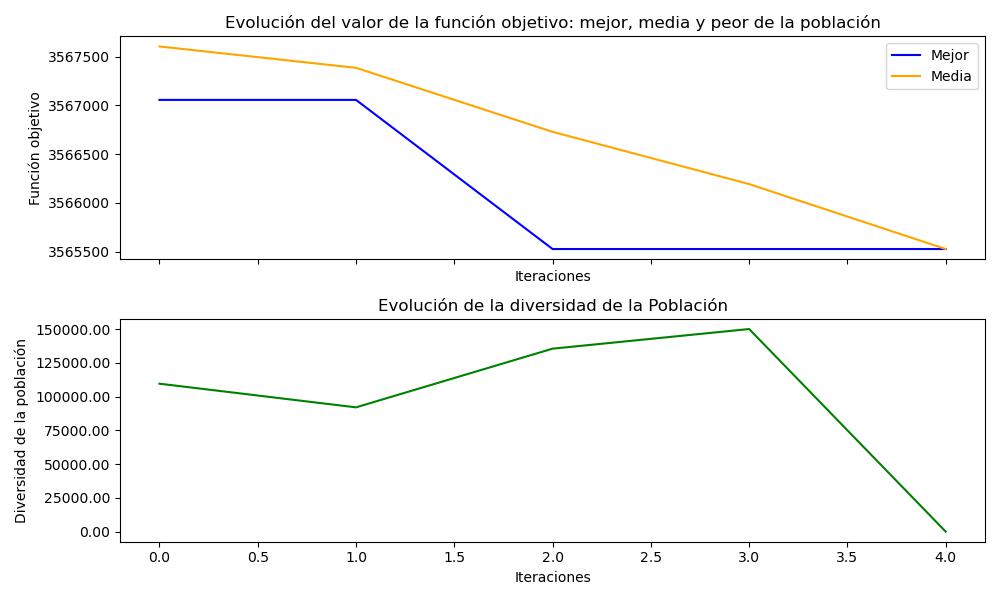 Evolución del valor de la función objetivo: mejor, media y peor de la población
Función objetivo
3567500
3567000
3566500
3566000
3565500
Mejor
Media
Iteraciones
Evolución de la diversidad de la Población
Diversidad de la población
150000.00
125000.00
100000.00
75000.00
50000.00
25000.00
0.00
0.0 0.5 1.0 1.5 2.0 2.5 3.0 3.5 4.0
Iteraciones